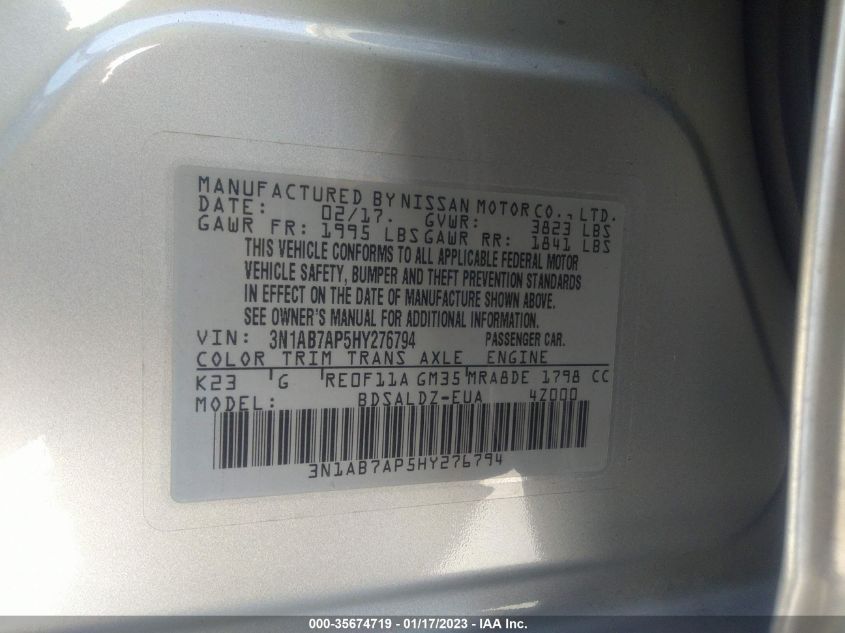 MANUFACTURED BY NISSAN MOTOR CO., LTD.
DATE: 02/17. GVWR: 3823 LBS
GAWR FR: 1995 LBS GAWR RR: 1841 LBS
THIS VEHICLE CONFORMS TO ALL APPLICABLE FEDERAL MOTOR
VEHICLE SAFETY, BUMPER AND THEFT PREVENTION STANDARDS
IN EFFECT ON THE DATE OF MANUFACTURE SHOWN ABOVE.
SEE OWNER'S MANUAL FOR ADDITIONAL INFORMATION.
VIN: 3N1AB7AP5HY276794 PASSENGER CAR.
COLOR TRIM TRANS AXLE ENGINE
K23 G RE0F11A GM35 MRA8DE 1798 CC
MODEL: BDSALDZ-EUA 4Z000
3N1AB7AP5HY276794
000-35674719 - 01/17/2023 - IAA Inc.